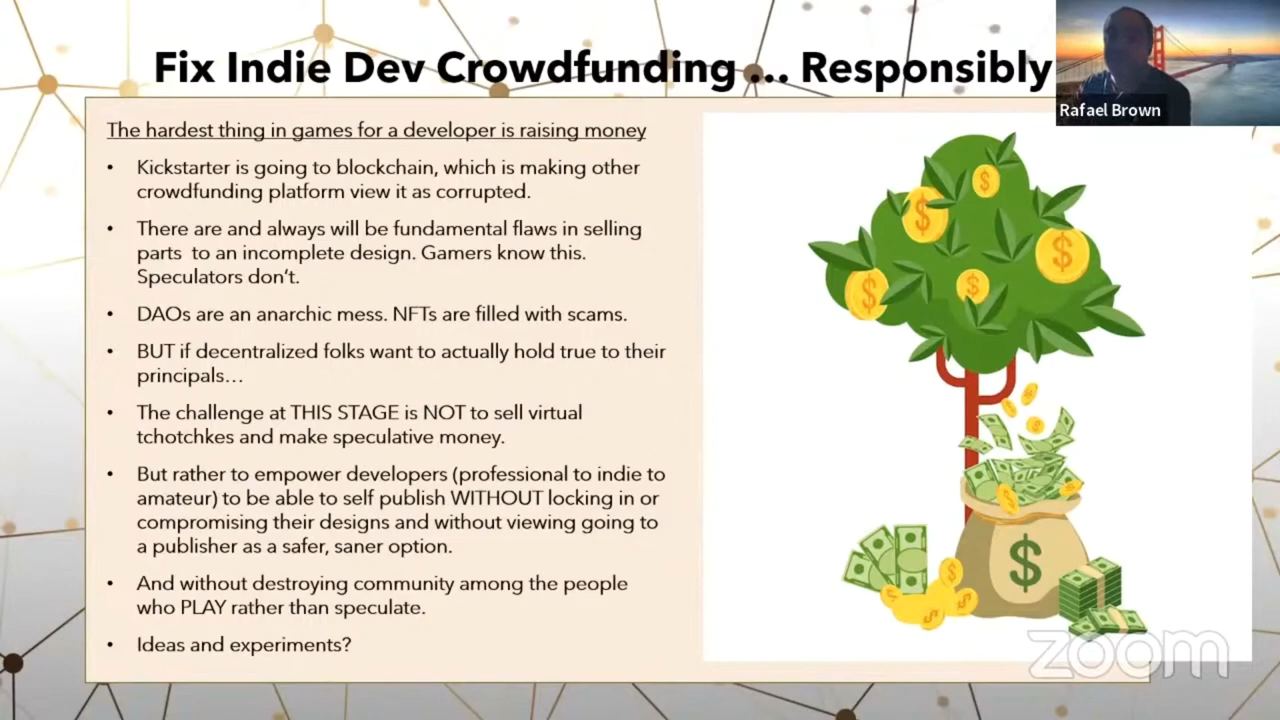 Fix Indie Dev Crowdfunding ... Responsibly
Rafael Brown
The hardest thing in games for a developer is raising money
• Kickstarter is going to blockchain, which is making other
crowdfunding platform view it as corrupted.
• There are and always will be fundamental flaws in selling
parts to an incomplete design. Gamers know this.
Speculators don't.
• DAOs are an anarchic mess. NFTs are filled with scams.
• BUT if decentralized folks want to actually hold true to their
principals...
• The challenge at THIS STAGE is NOT to sell virtual
tchotchkes and make speculative money.
• But rather to empower developers (professional to indie to
amateur) to be able to self publish WITHOUT locking in or
compromising their designs and without viewing going to
a publisher as a safer, saner option.
• And without destroying community among the people
who PLAY rather than speculate.
• Ideas and experiments?
$
$
$
$
$
$
zoom